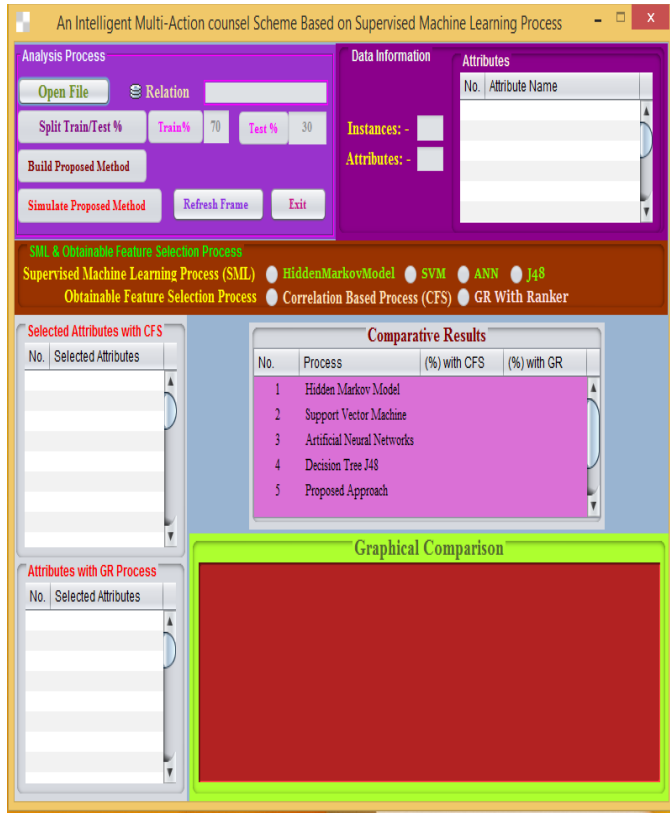 An Intelligent Multi-Action counsel Scheme Based on Supervised Machine Learning Process
x
Analysis Process
Open File
Relation
Split Train/Test %
Train%
70
Test %
30
Build Proposed Method
Simulate Proposed Method
Refresh Frame
Exit
Data Information
Instances: -
Attributes: -
Attributes
No. Attribute Name
SML & Obtainable Feature Selection Process
Supervised Machine Learning Process (SML) HiddenMarkovModel SVM ANN J48
Obtainable Feature Selection Process Correlation Based Process (CFS) GR With Ranker
Selected Attributes with CFS
No. Selected Attributes
Comparative Results
No. Process (%) with CFS (%) with GR
1 Hidden Markov Model
2 Support Vector Machine
3 Artificial Neural Networks
4 Decision Tree J48
5 Proposed Approach
Attributes with GR Process
No. Selected Attributes
Graphical Comparison